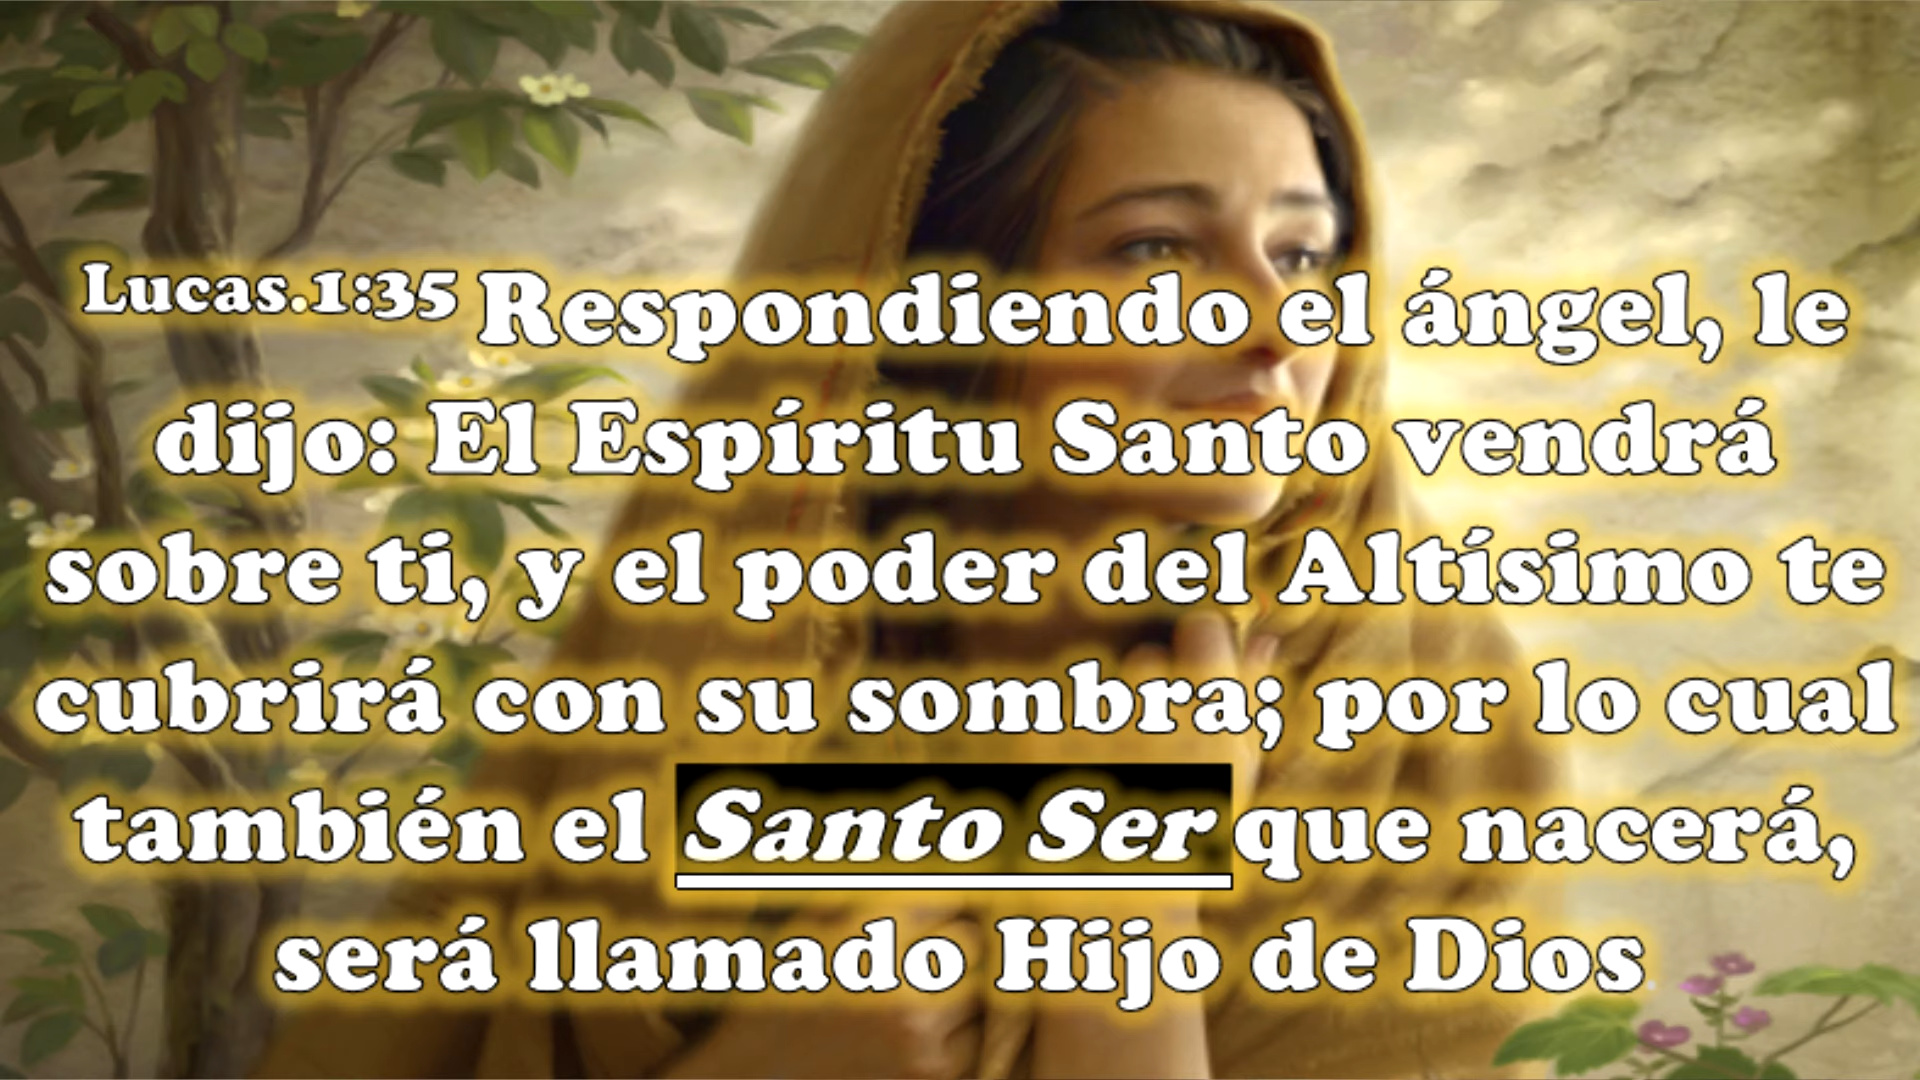 Lucas.1:35 Respondiendo el ángel, le
dijo: El Espíritu Santo vendrá
sobre ti, y el poder del Altísimo te
cubrirá con su sombra; por lo cual
también el Santo Ser que nacerá,
será llamado Hijo de Dios.